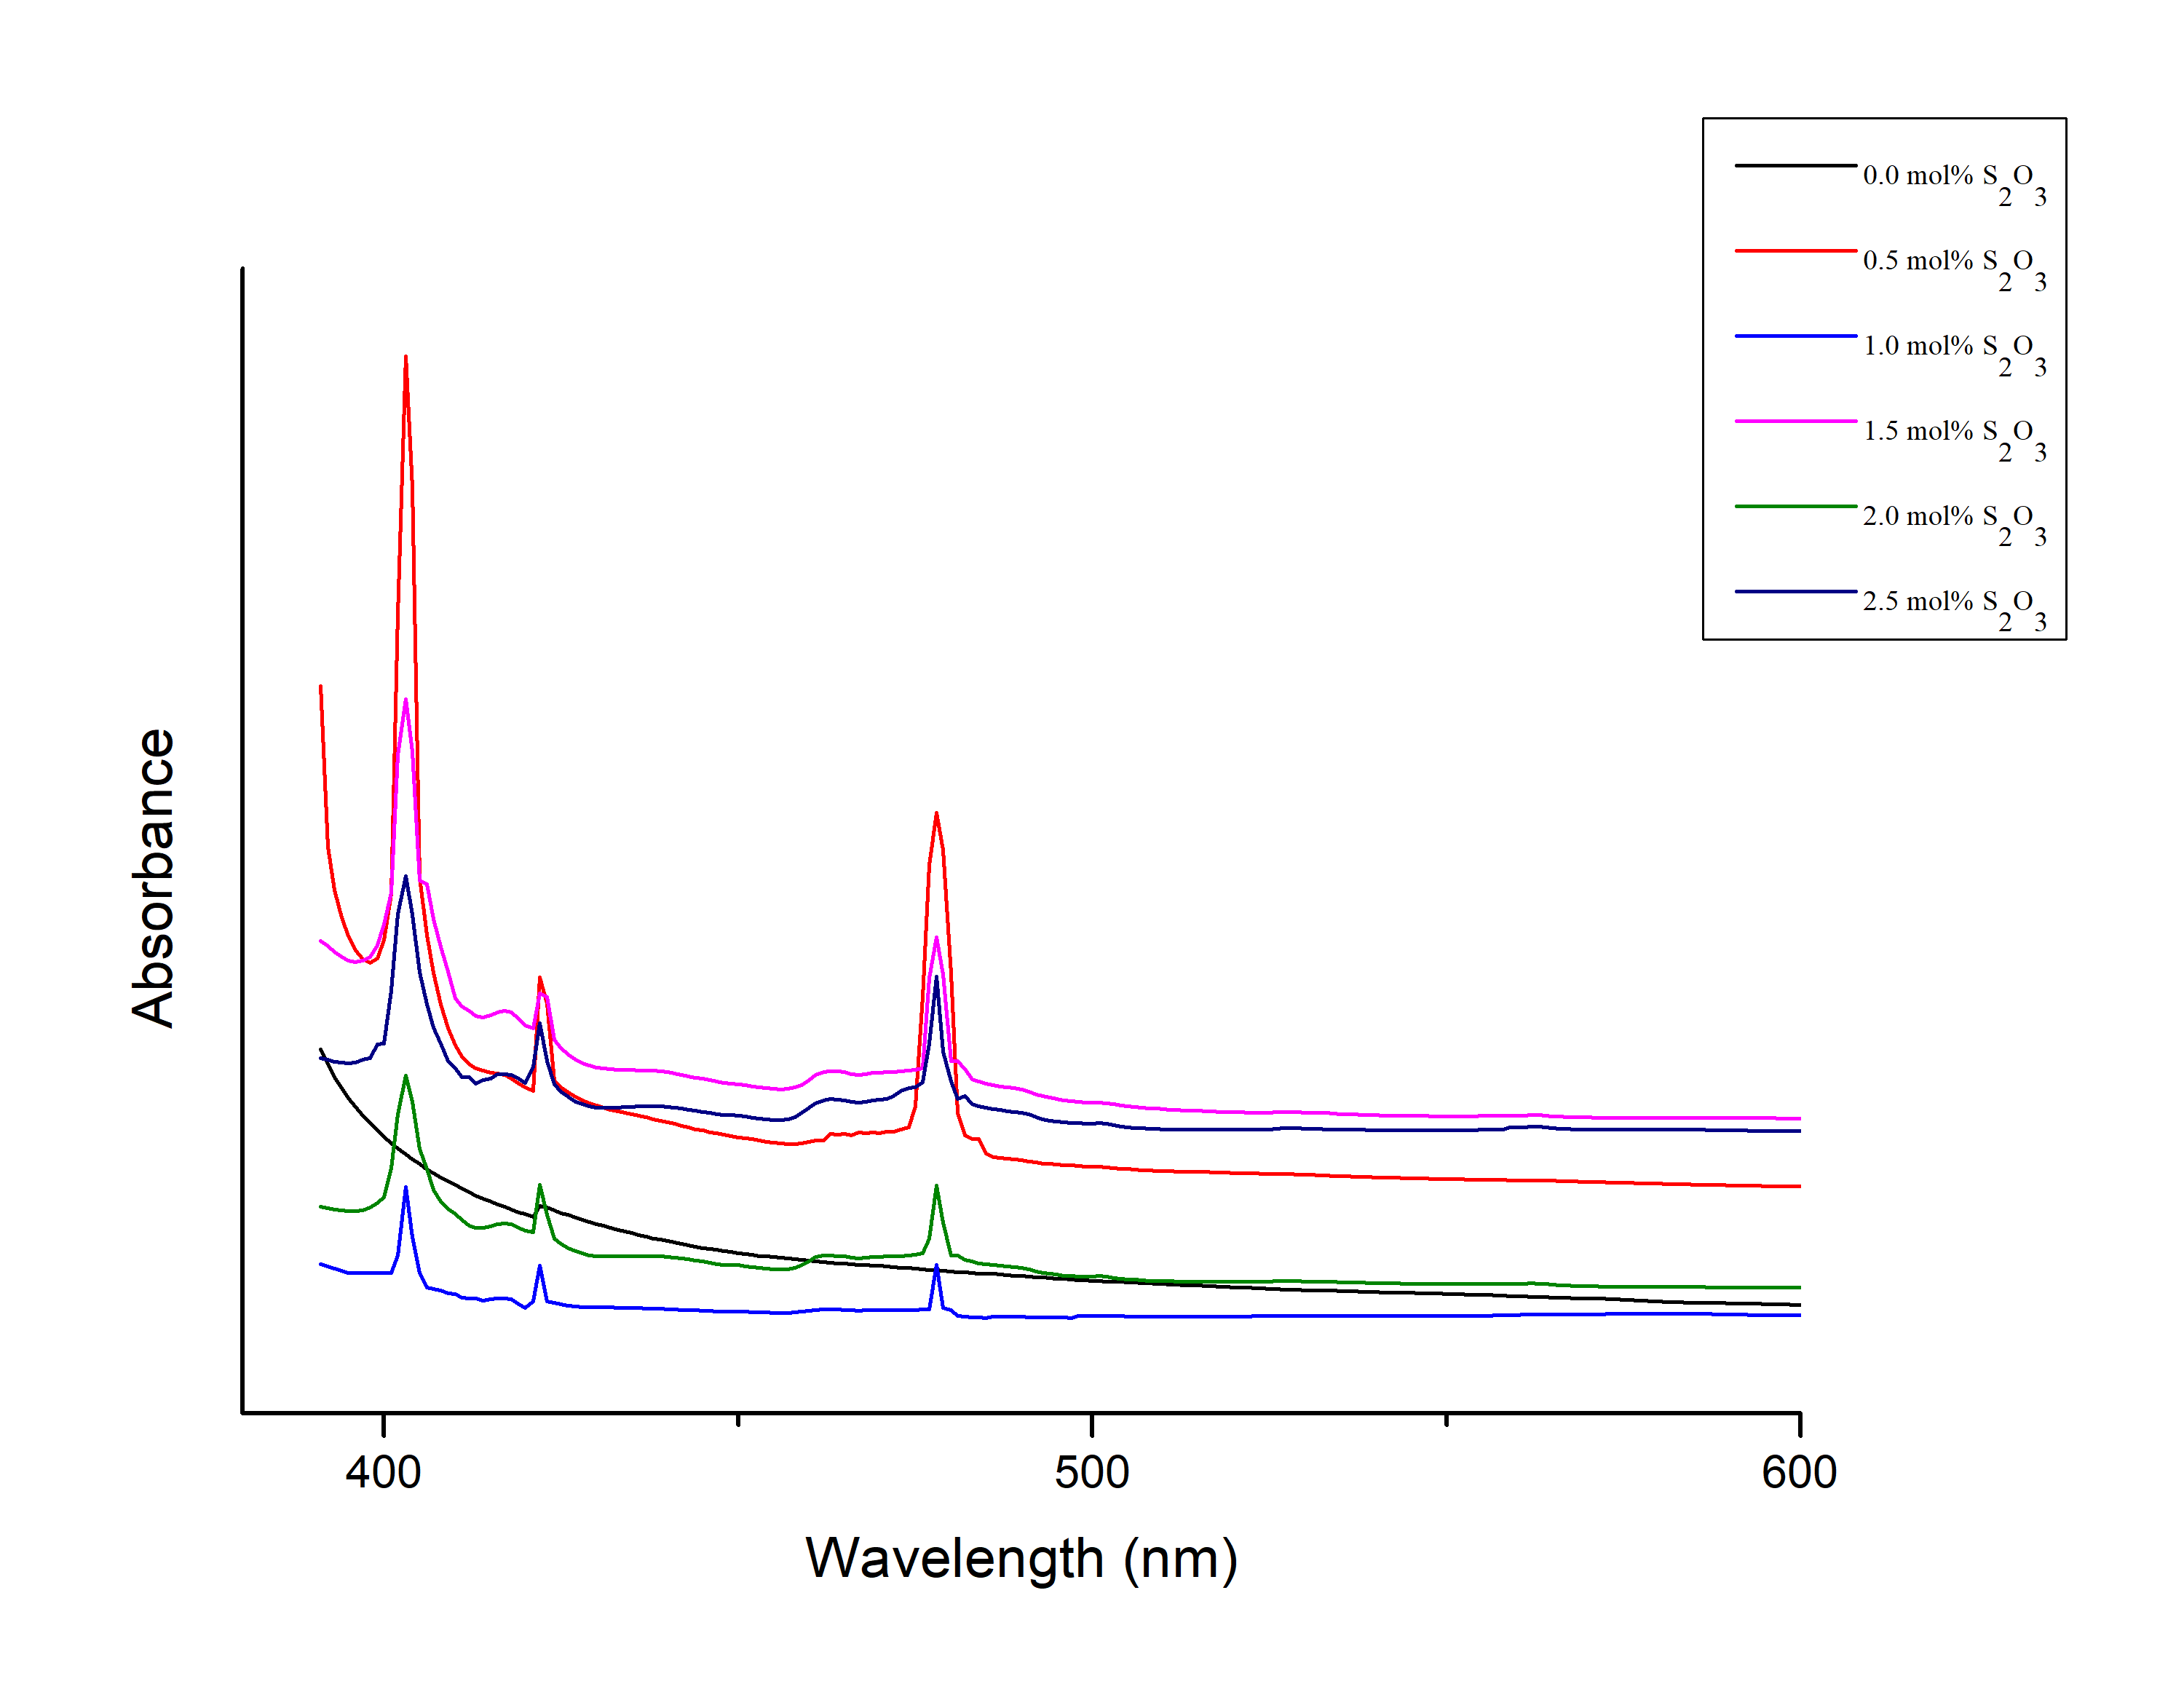 0.0 mol% S2O3
0.5 mol% S2O3
1.0 mol% S2O3
1.5 mol% S2O3
2.0 mol% S2O3
2.5 mol% S2O3
Absorbance
400 500 600
Wavelength (nm)